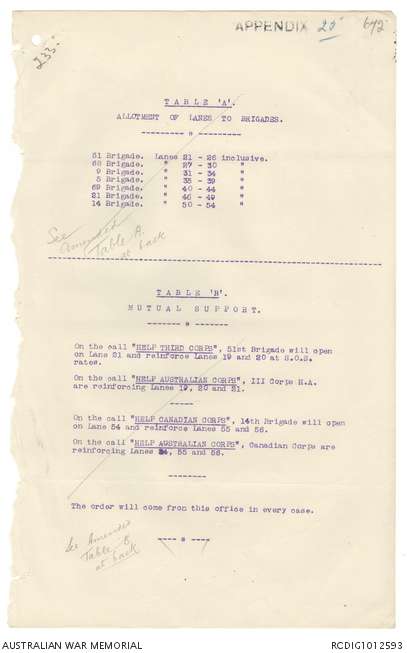 APPENDIX 25 642
233.
TABLE 'A'.
ALLOTMENT OF LANES TO BRIGADES.
51 Brigade. Lanes 21 - 26 inclusive.
68 Brigade. " 27 - 30 "
9 Brigade. " 31 - 34 "
5 Brigade. " 35 - 39 "
69 Brigade. " 40 - 44 "
21 Brigade. " 46 - 49 "
14 Brigade. " 50 - 54 "
See
Amended
Table A.
at back
TABLE 'B'.
MUTUAL SUPPORT.
On the call "HELP THIRD CORPS", 51st Brigade will open
on Lane 21 and reinforce Lanes 19 and 20 at S.O.S.
rates.
On the call "HELP AUSTRALIAN CORPS", III Corps H.A.
are reinforcing Lanes 19, 20 and 21.
On the call "HELP CANADIAN CORPS", 14th Brigade will open
on Lane 54 and reinforce Lanes 55 and 56.
On the call "HELP AUSTRALIAN CORPS", Canadian Corps are
reinforcing Lanes 54, 55 and 56.
The order will come from this office in every case.
See Amended
Table B
at back
AUSTRALIAN WAR MEMORIAL RCDIG1012593